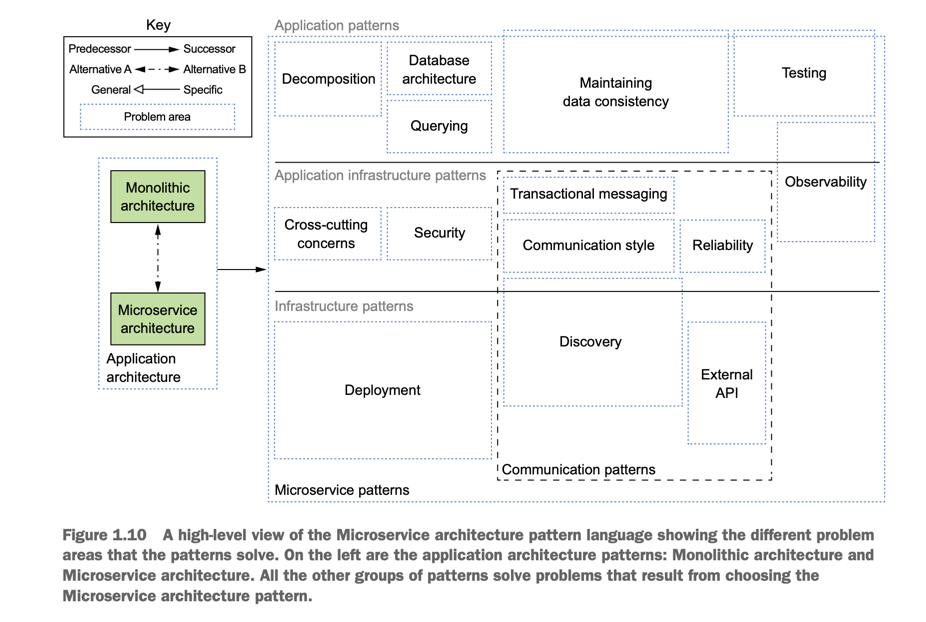 Key
Predecessor Successor
Alternative A Alternative B
General Specific
Problem area
Monolithic
architecture
Microservice
architecture
Application
architecture
Application patterns
Decomposition
Database
architecture
Querying
Maintaining
data consistency
Testing
Observability
Application infrastructure patterns
Cross-cutting
concerns
Security
Transactional messaging
Communication style
Reliability
Infrastructure patterns
Deployment
Discovery
External
API
Communication patterns
Microservice patterns
Figure 1.10 A high-level view of the Microservice architecture pattern language showing the different problem
areas that the patterns solve. On the left are the application architecture patterns: Monolithic architecture and
Microservice architecture. All the other groups of patterns solve problems that result from choosing the
Microservice architecture pattern.